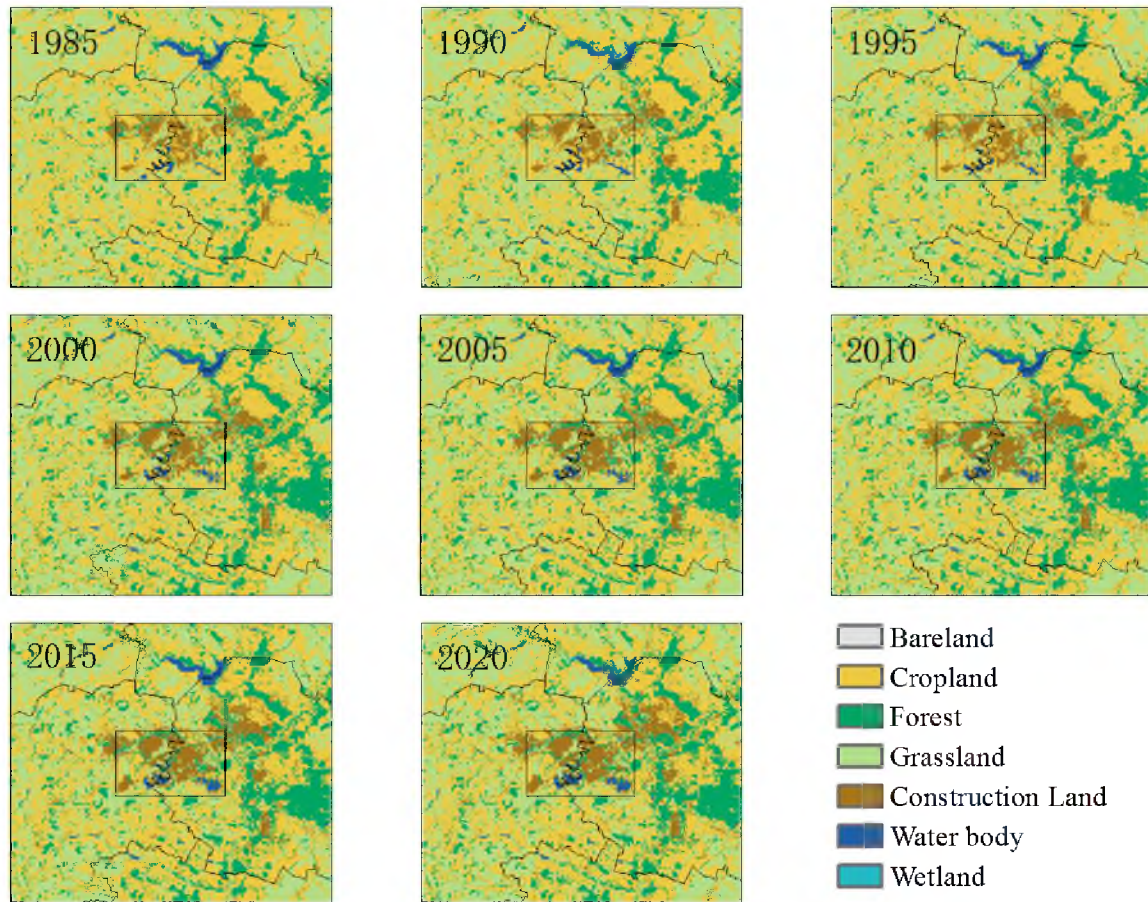 1985
1990
1995
2000
2005
2010
2015
2020
Bareland
Cropland
Forest
Grassland
Construction Land
Water body
Wetland